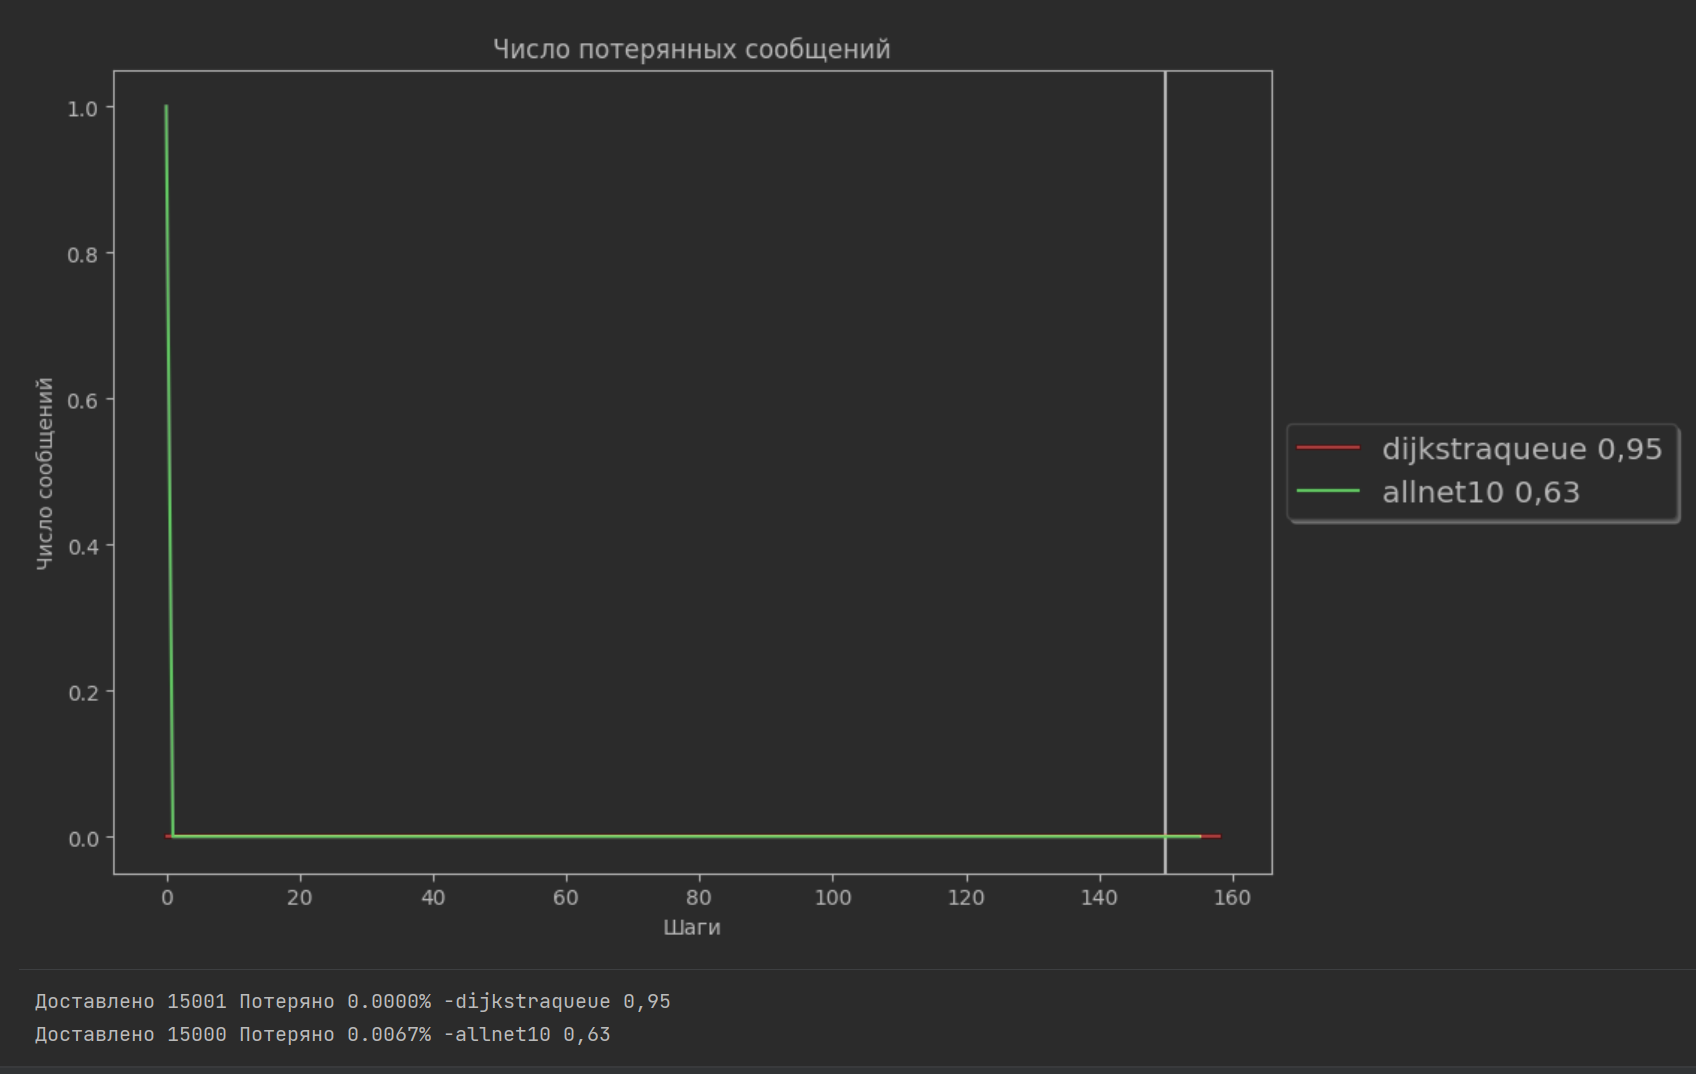 Число потерянных сообщений
1.0
0.8
0.6
0.4
0.2
0.0
Число сообщений
0 20 40 60 80 100 120 140 160
Шаги
dijkstraqueue 0,95
allnet10 0,63
Доставлено 15001 Потеряно 0.0000% -dijkstraqueue 0,95
Доставлено 15000 Потеряно 0.0067% -allnet10 0,63